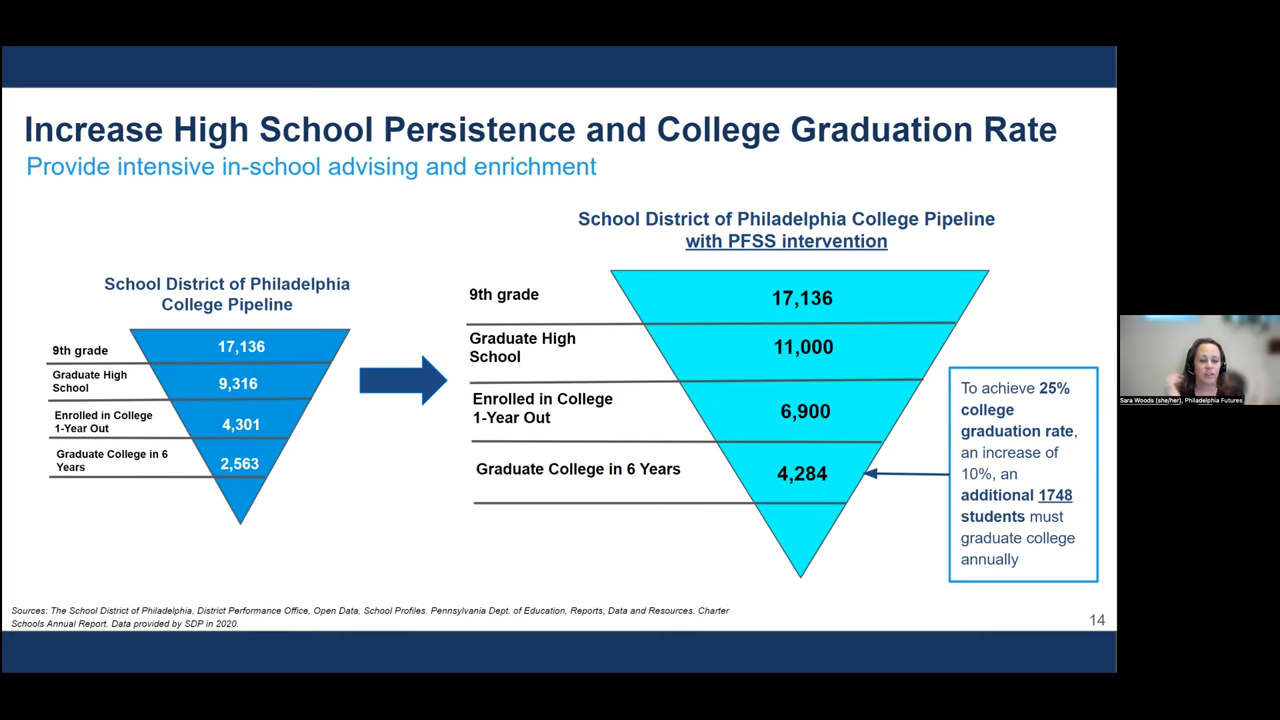 Increase High School Persistence and College Graduation Rate
Provide intensive in-school advising and enrichment
School District of Philadelphia
College Pipeline
9th grade
17,136
Graduate High
School
9,316
Enrolled in College
1-Year Out
4,301
Graduate College in 6
Years
2,563
School District of Philadelphia College Pipeline
with PFSS intervention
9th grade
17,136
Graduate High
School
11,000
Enrolled in College
1-Year Out
6,900
Graduate College in 6 Years
4,284
To achieve 25%
college
graduation rate,
an increase of
10%, an
additional 1748
students must
graduate college
annually
Sources: The School District of Philadelphia, District Performance Office, Open Data, School Profiles. Pennsylvania Dept. of Education, Reports, Data and Resources. Charter
Schools Annual Report. Data provided by SDP in 2020.
14
Sara Woods (she/her), Philadelphia Futures